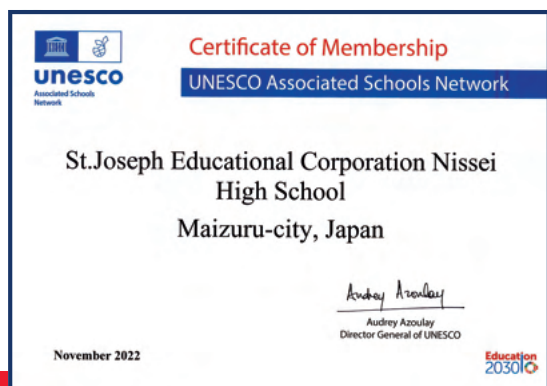 unesco
Associated Schools
Network
Certificate of Membership
UNESCO Associated Schools Network
St.Joseph Educational Corporation Nissei
High School
Maizuru-city, Japan
Audrey Azoulay
Audrey Azoulay
Director General of UNESCO
November 2022
Education
2030